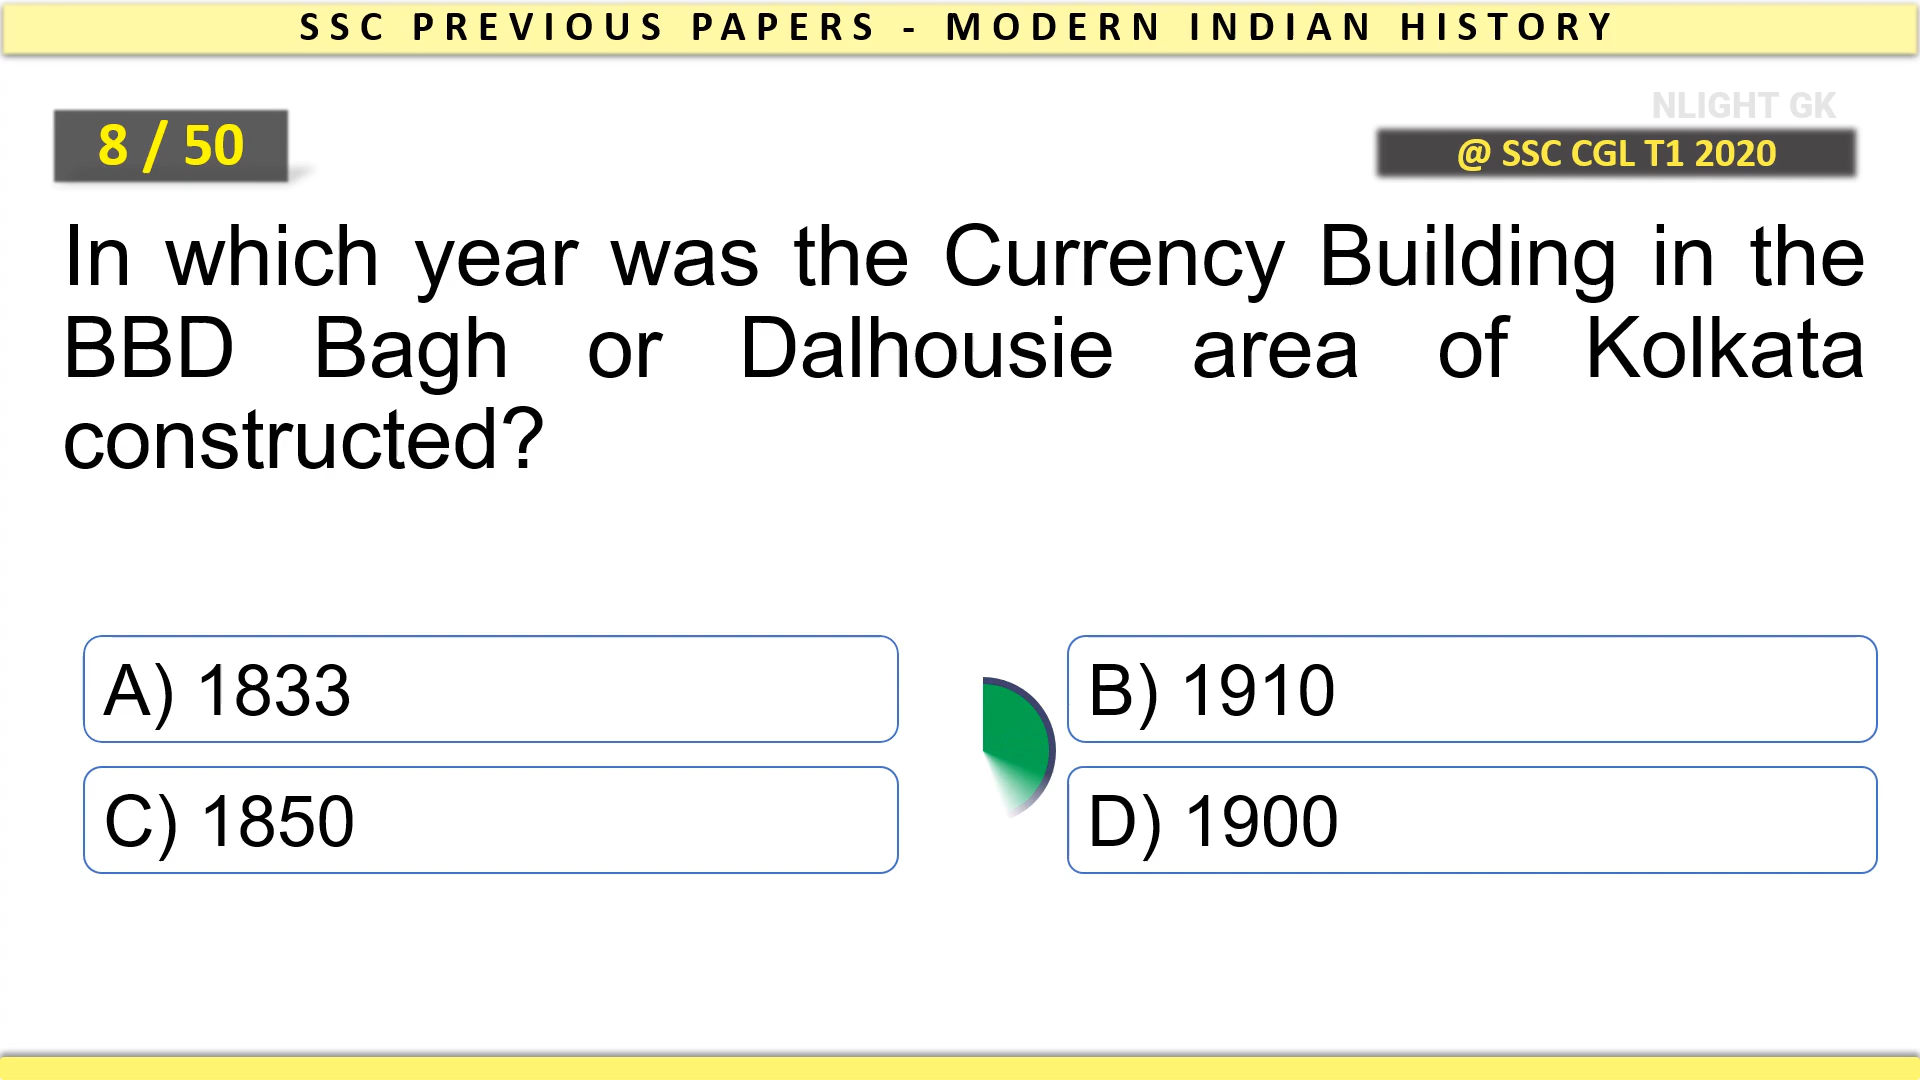 SSC PREVIOUS PAPERS - MODERN INDIAN HISTORY
NLIGHT GK
8 / 50
@ SSC CGL T1 2020
In which year was the Currency Building in the
BBD Bagh or Dalhousie area of Kolkata
constructed?
A) 1833
B) 1910
C) 1850
D) 1900